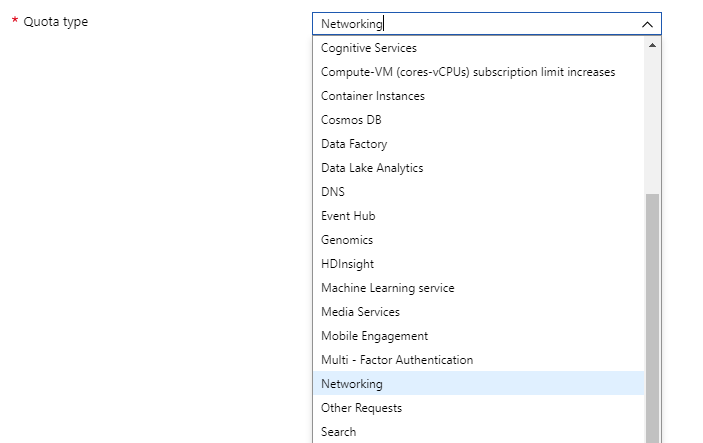 * Quota type
Networking
Cognitive Services
Compute-VM (cores-vCPUs) subscription limit increases
Container Instances
Cosmos DB
Data Factory
Data Lake Analytics
DNS
Event Hub
Genomics
HDInsight
Machine Learning service
Media Services
Mobile Engagement
Multi - Factor Authentication
Networking
Other Requests
Search